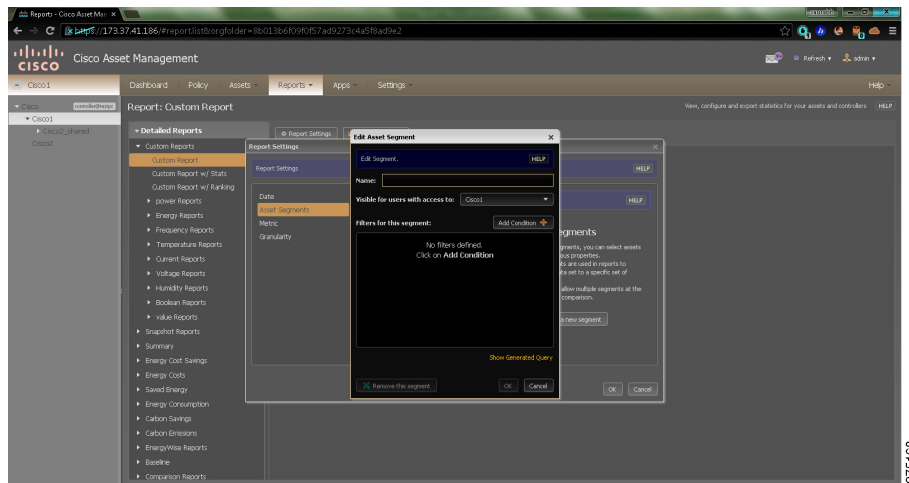 Reports - Cisco Asset Man
https://173.37.41.186/#reportlist&orgfolder=8b013b6f09f0f57ad9273c4a5f8ad9e2
CISCO
Cisco Asset Management
Refresh
admin
Cisco1
Dashboard
Policy
Assets
Reports
Apps
Settings
Help
Cisco
Cisco1
Cisco2_shared
Cisco2
Report: Custom Report
View, configure and export statistics for your assets and controllers
HELP
Detailed Reports
Custom Reports
Custom Report
Custom Report w/ Stats
Custom Report w/ Ranking
power Reports
Energy Reports
Frequency Reports
Temperature Reports
Current Reports
Voltage Reports
Humidity Reports
Boolean Reports
value Reports
Snapshot Reports
Summary
Energy Cost Savings
Energy Costs
Saved Energy
Energy Consumption
Carbon Savings
Carbon Emissions
EnergyWise Reports
Baseline
Comparison Reports
Report Settings
Report Settings
Report Settings
HELP
Date
Asset Segments
Metric
Granularity
HELP
egments
gments, you can select assets
ous properties.
ts are used in reports to
te set to a specific set of
allow multiple segments at the
comparison.
a new segment
OK
Cancel
Edit Asset Segment
X
Edit Segment.
HELP
Name:
Visible for users with access to:
Cisco1
Filters for this segment:
Add Condition
No filters defined.
Click on Add Condition
Show Generated Query
Remove this segment
OK
Cancel